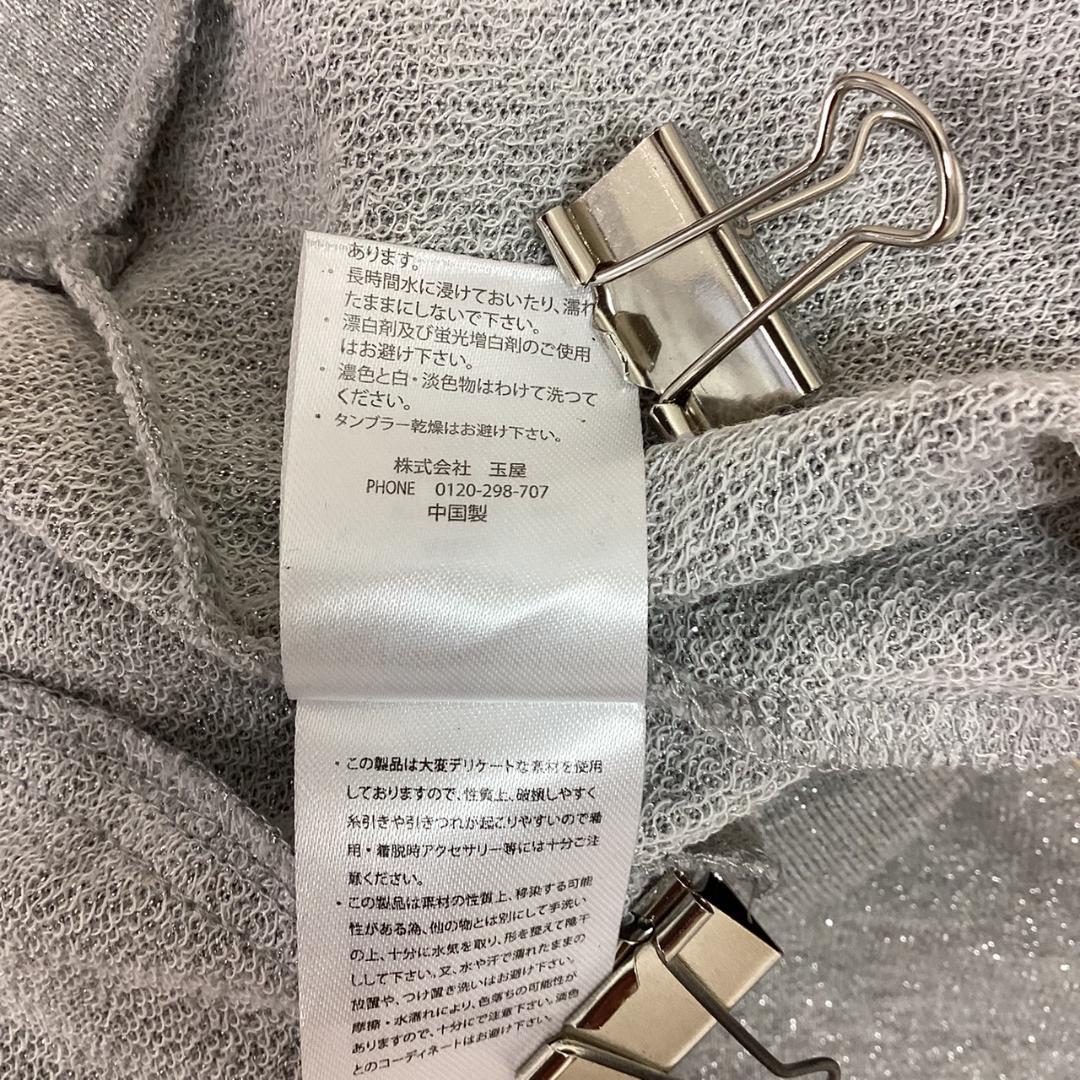 あります。
・長時間水に浸けておいたり、濡れ
たままにしないで下さい。
・漂白剤及び蛍光増白剤のご使用
はお避け下さい。
・濃色と白・淡色物はわけて洗つて
ください。
・タンブラー乾燥はお避け下さい。
株式会社 玉屋
PHONE 0120-298-707
中国製
・この製品は大変デリケートな素材を使用
しておりますので、性質上、破損しやすく
糸引きや引きつれが起こりやすいので着
用・着脱時アクセサリー等には十分ご注
意ください。
・この製品は素材の性質上、移染する可能
性がある為、他の物とは別にして手洗い
の上、十分に水気を取り、形を整えて陰干
しして下さい。又、水や汗で濡れたままの
放置や、つけ置き洗いはお避け下さい。
摩擦・水濡れにより、色落ちの可能性が
ありますので、十分にご注意下さい。淡色
とのコーディネートはお避け下さい。